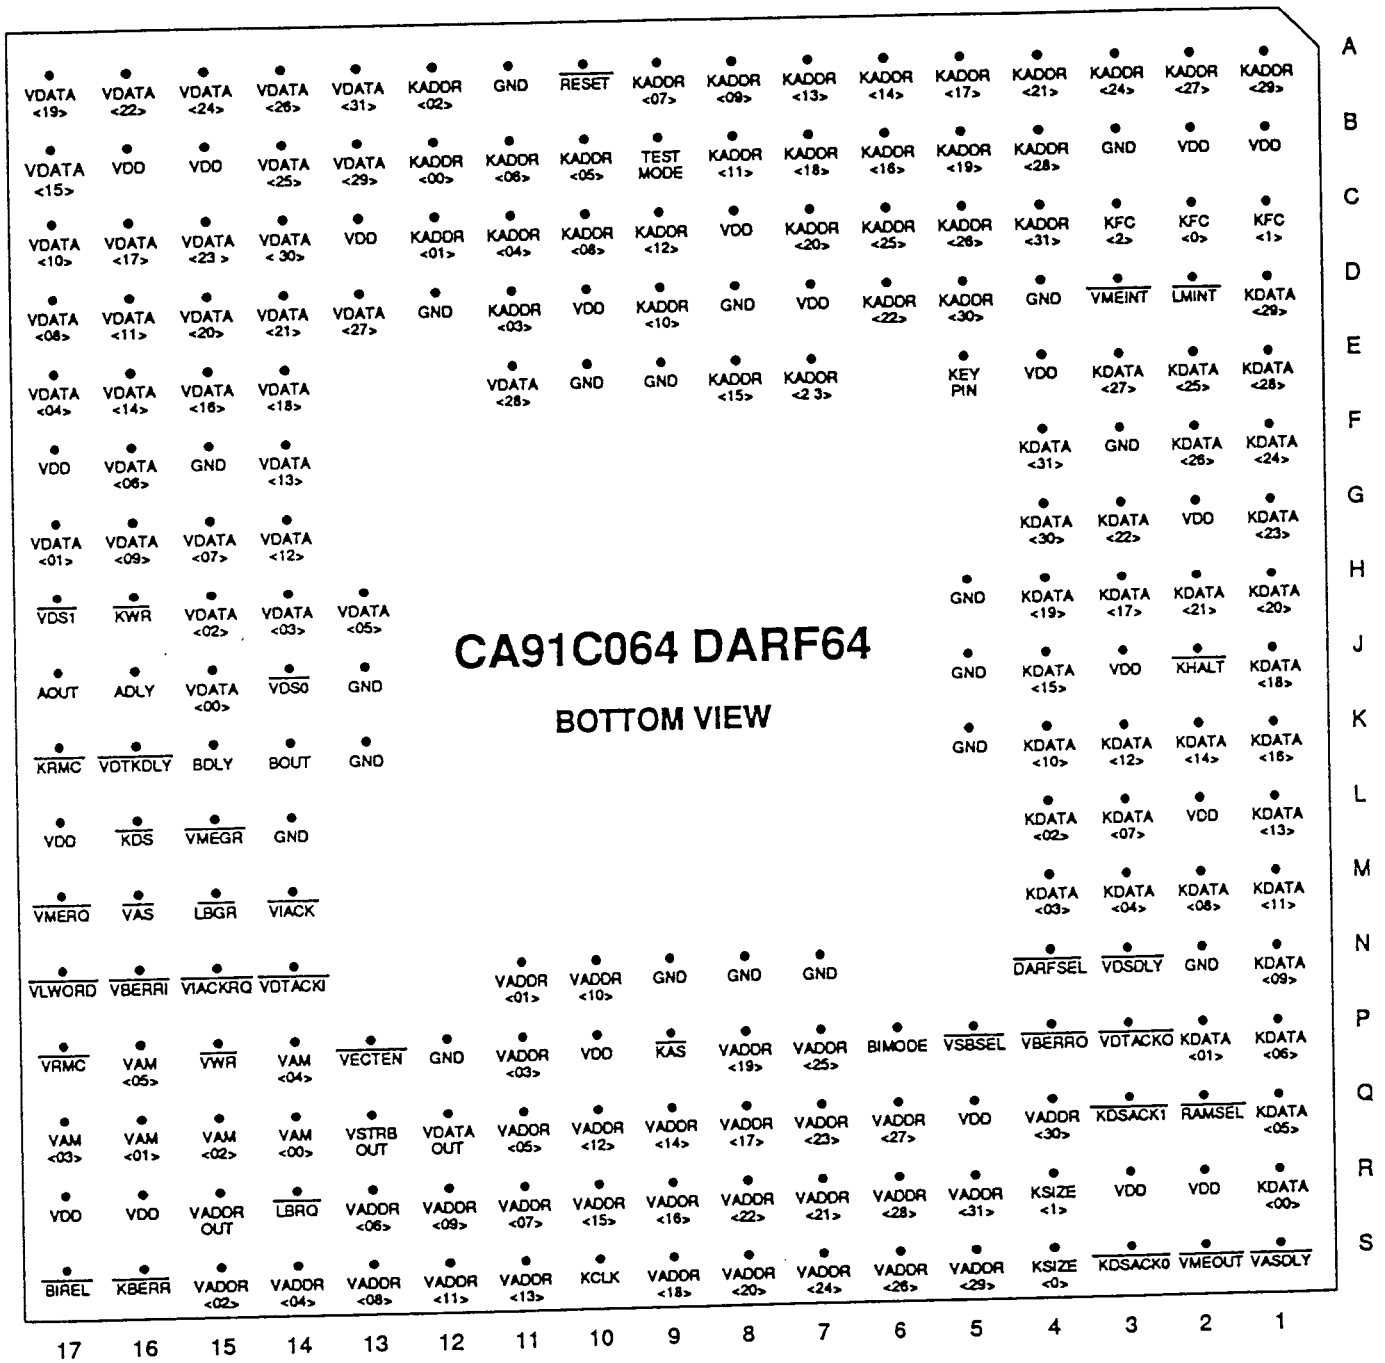 A
VDATA VDATA VDATA VDATA VDATA KADDR GND RESET KADDR KADDR KADDR KADDR KADDR KADDR KADDR KADDR KADDR
<19> <22> <24> <26> <31> <02> <07> <09> <13> <14> <17> <21> <24> <27> <29>
B
VDATA VDD VDD VDATA VDATA KADDR KADDR KADDR TEST KADDR KADDR KADDR KADDR KADDR GND VDD VDD
<15> <25> <29> <00> <06> <05> MODE <11> <18> <16> <19> <28>
C
VDATA VDATA VDATA VDATA VDD KADDR KADDR KADDR KADDR VDD KADDR KADDR KADDR KADDR KFC KFC KFC
<10> <17> <23 > < 30> <01> <04> <08> <12> <20> <25> <26> <31> <2> <0> <1>
D
VDATA VDATA VDATA VDATA VDATA GND KADDR VDD KADDR GND VDD KADDR KADDR GND VMEINT LMINT KDATA
<08> <11> <20> <21> <27> <03> <10> <22> <30> <29>
E
VDATA VDATA VDATA VDATA VDATA GND GND KADDR KADDR KEY VDD KDATA KDATA KDATA
<04> <14> <16> <18> <28> <15> <2 3> PIN <27> <25> <28>
F
VDD VDATA GND VDATA KDATA GND KDATA KDATA
<06> <13> <31> <26> <24>
G
VDATA VDATA VDATA VDATA KDATA KDATA VDD KDATA
<01> <09> <07> <12> <30> <22> <23>
H
VDS1 KWR VDATA VDATA VDATA GND KDATA KDATA KDATA KDATA
<02> <03> <05> <19> <17> <21> <20>
CA91C064 DARF64
J
AOUT ADLY VDATA VDS0 GND GND KDATA VDD KHALT KDATA
<00> <15> <18>
BOTTOM VIEW
K
KRMC VDTKDLY BDLY BOUT GND GND KDATA KDATA KDATA KDATA
<10> <12> <14> <16>
L
VDD KDS VMEGR GND KDATA KDATA VDD KDATA
<02> <07> <13>
M
VMERQ VAS LBGR VIACK KDATA KDATA KDATA KDATA
<03> <04> <08> <11>
N
VLWORD VBERRI VIACKRQ VDTACKI VADDR VADDR GND GND GND DARFSEL VDSDLY GND KDATA
<01> <10> <09>
P
VRMC VAM VWR VAM VECTEN GND VADDR VDD KAS VADDR VADDR BIMODE VSBSEL VBERRO VDTACKO KDATA KDATA
<05> <04> <03> <19> <25> <01> <06>
Q
VAM VAM VAM VAM VSTRB VDATA VADDR VADDR VADDR VADDR VADDR VADDR VDD VADDR KDSACK1 RAMSEL KDATA
<03> <01> <02> <00> OUT OUT <05> <12> <14> <17> <23> <27> <30> <05>
R
VDD VDD VADDR LBRQ VADDR VADDR VADDR VADDR VADDR VADDR VADDR VADDR VADDR KSIZE VDD VDD KDATA
OUT <06> <09> <07> <15> <16> <22> <21> <28> <31> <1> <00>
S
BIREL KBERR VADDR VADDR VADDR VADDR VADDR KCLK VADDR VADDR VADDR VADDR VADDR KSIZE KDSACK0 VMEOUT VASDLY
<02> <04> <08> <11> <13> <18> <20> <24> <26> <29> <0>
17 16 15 14 13 12 11 10 9 8 7 6 5 4 3 2 1